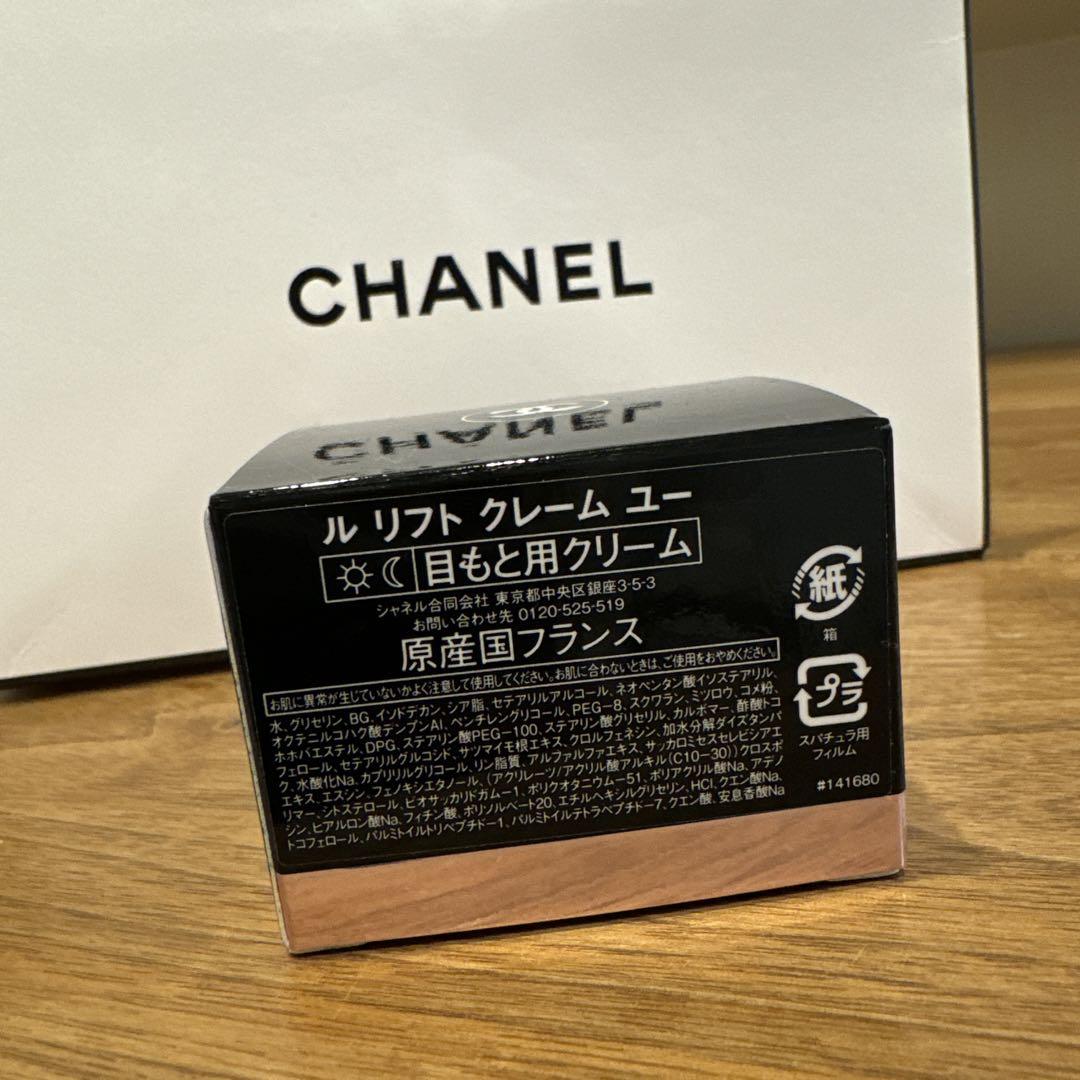 CHANEL
CHANEL
ル リフト クレーム ユー
目もと用クリーム
シャネル合同会社 東京都中央区銀座3-5-3
お問い合わせ先 0120-525-519
原産国フランス
お肌に異常が生じていないかよく注意して使用してください。お肌に合わないときは、ご使用をおやめください。
水、グリセリン、BG、イソドデカン、シア脂、セテアリルアルコール、ネオペンタン酸イソステアリル、
オクテニルコハク酸デンプンAl、ペンチレングリコール、PEG-8、スクワラン、ミツロウ、コメ粉、
ホホバエステル、DPG、ステアリン酸PEG-100、ステアリン酸グリセリル、カルボマー、酢酸トコ
フェロール、セテアリルグルコシド、サツマイモ根エキス、クロルフェネシン、加水分解ダイズタンパ
ク、水酸化Na、カプリリルグリコール、リン脂質、アルファルファエキス、サッカロミセスセレビシアエ
エキス、エスシン、フェノキシエタノール、(アクリレーツ/アクリル酸アルキル(C10-30))クロスポ
リマー、シトステロール、ビオサッカリドガム-1、ポリクオタニウム-51、ポリアクリル酸Na、アデノ
シン、ヒアルロン酸Na、フィチン酸、ポリソルベート20、エチルヘキシルグリセリン、HCl、クエン酸Na、
トコフェロール、パルミトイルトリペプチド-1、パルミトイルテトラペプチド-7、クエン酸、安息香酸Na
紙
箱
プラ
スパチュラ用
フィルム
#141680